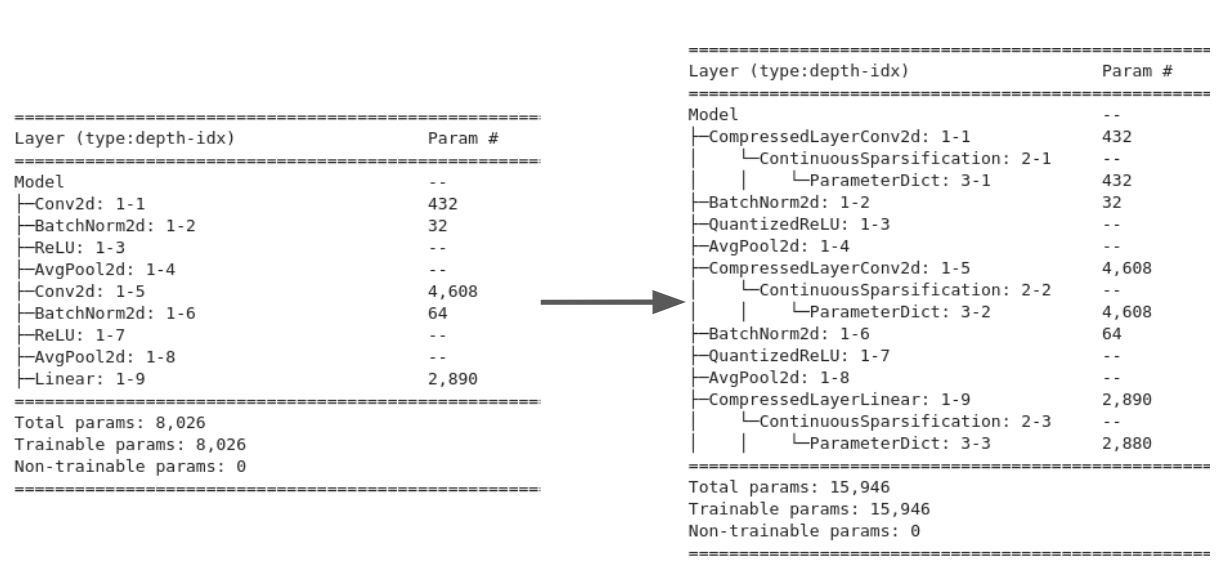 ====================================================
Layer (type:depth-idx)                Param #
====================================================
Model                                 --
├─Conv2d: 1-1                         432
├─BatchNorm2d: 1-2                    32
├─ReLU: 1-3                           --
├─AvgPool2d: 1-4                      --
├─Conv2d: 1-5                         4,608
├─BatchNorm2d: 1-6                    64
├─ReLU: 1-7                           --
├─AvgPool2d: 1-8                      --
├─Linear: 1-9                         2,890
====================================================
Total params: 8,026
Trainable params: 8,026
Non-trainable params: 0
====================================================
====================================================
Layer (type:depth-idx)                Param #
====================================================
Model                                 --
├─CompressedLayerConv2d: 1-1          432
│    └─ContinuousSparsification: 2-1  --
│    │    └─ParameterDict: 3-1        432
├─BatchNorm2d: 1-2                    32
├─QuantizedReLU: 1-3                  --
├─AvgPool2d: 1-4                      --
├─CompressedLayerConv2d: 1-5          4,608
│    └─ContinuousSparsification: 2-2  --
│    │    └─ParameterDict: 3-2        4,608
├─BatchNorm2d: 1-6                    64
├─QuantizedReLU: 1-7                  --
├─AvgPool2d: 1-8                      --
├─CompressedLayerLinear: 1-9          2,890
│    └─ContinuousSparsification: 2-3  --
│    │    └─ParameterDict: 3-3        2,880
====================================================
Total params: 15,946
Trainable params: 15,946
Non-trainable params: 0
====================================================